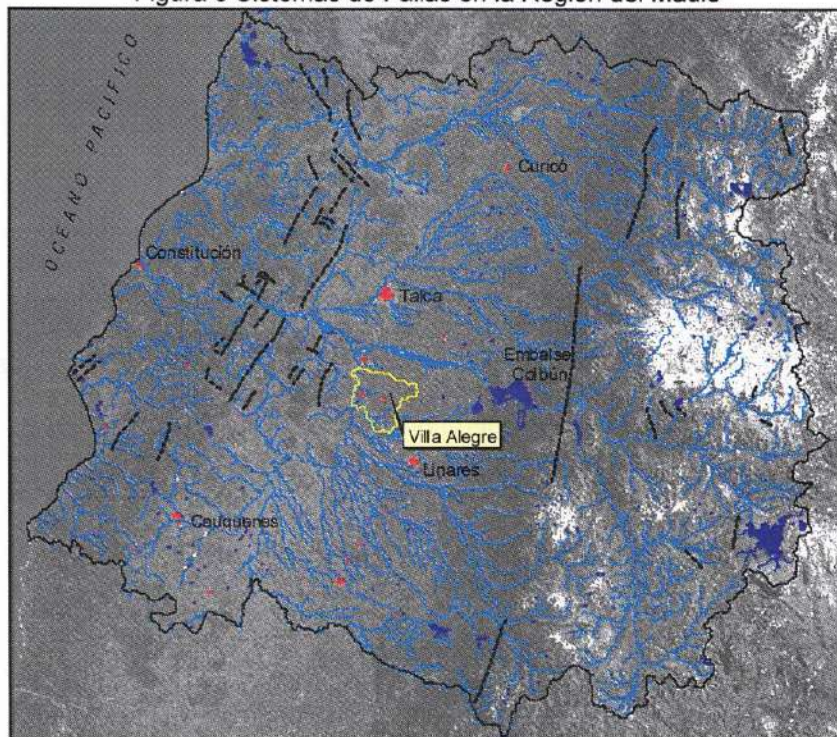 Figura 6 Sistemas de Fallas en la Región del Maule
OCEANO PACIFICO
Curicó
Constitución
Talca
Embalse
Colbún
Villa Alegre
Linares
Cauquenes